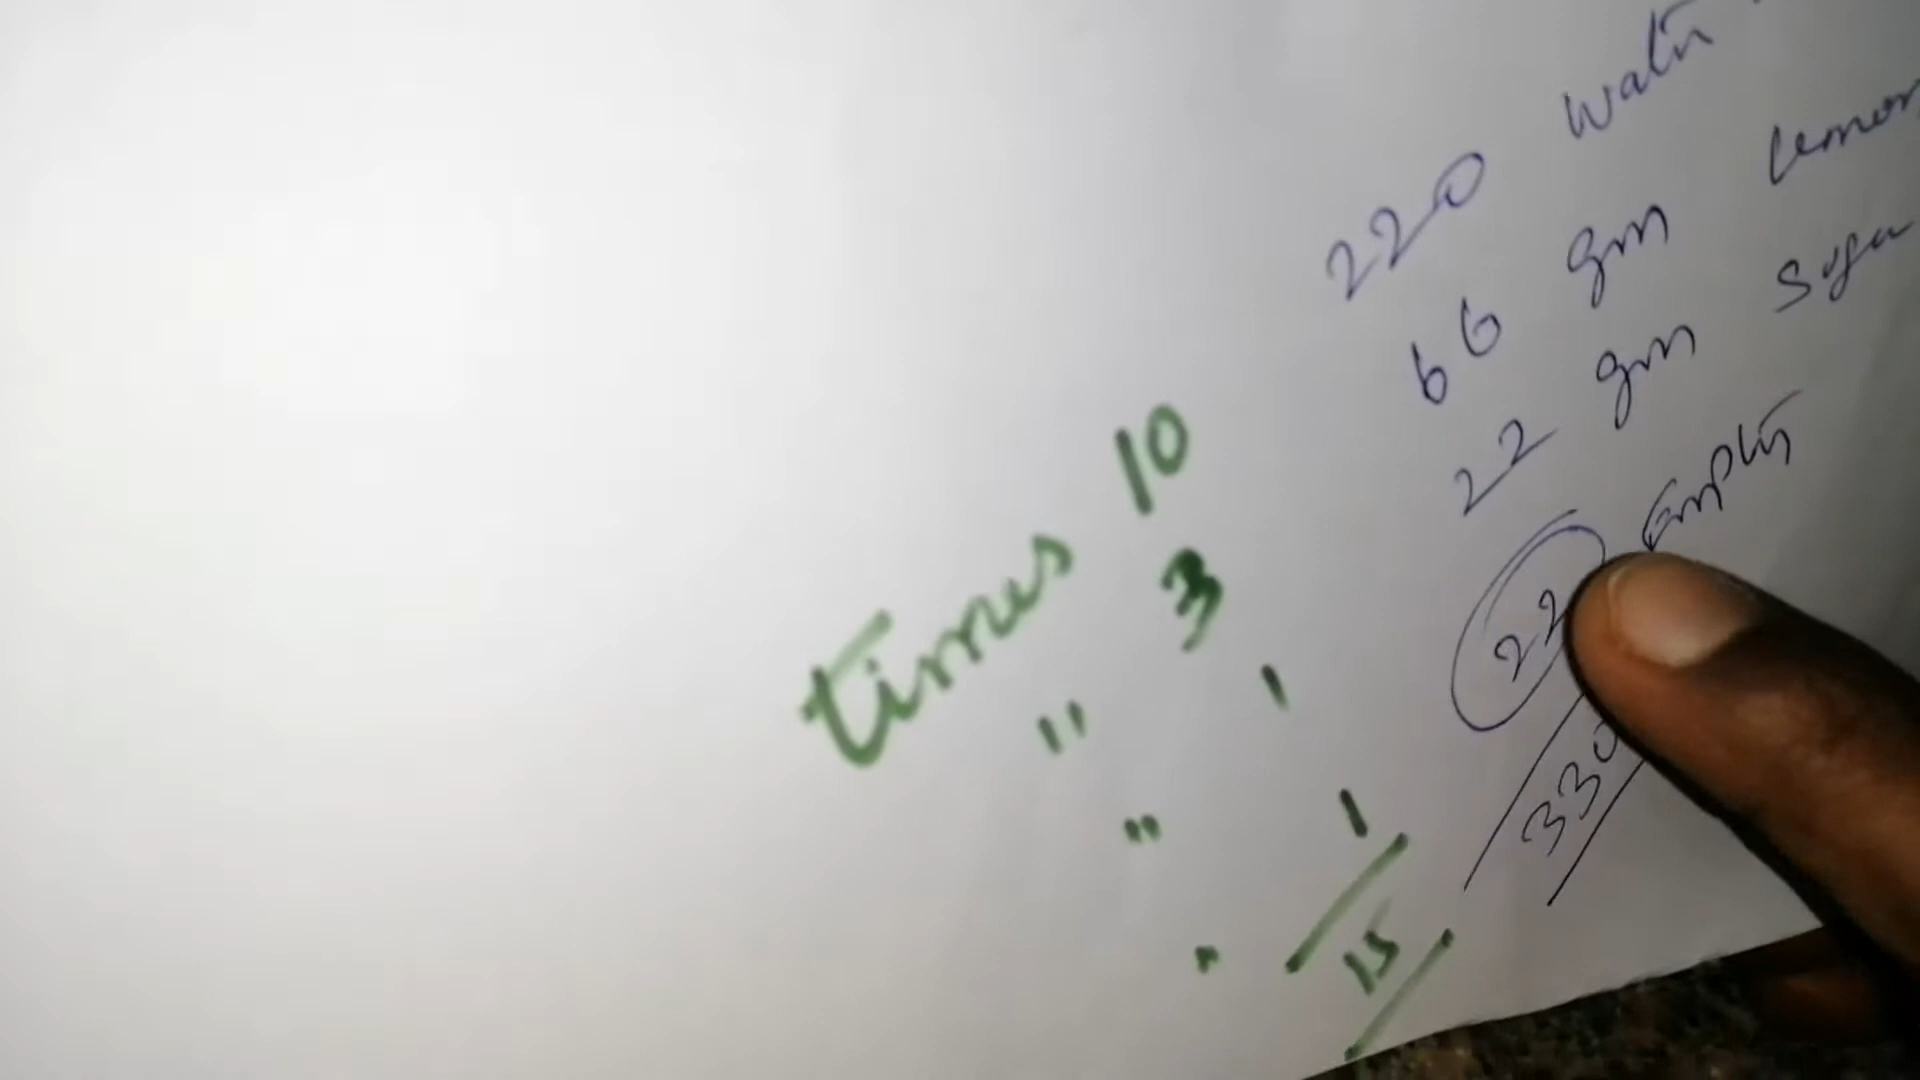 times 10 220 water
" 3 66 gm lemon
" 1 22 gm Sugar
" 1 22 Empty
15 330